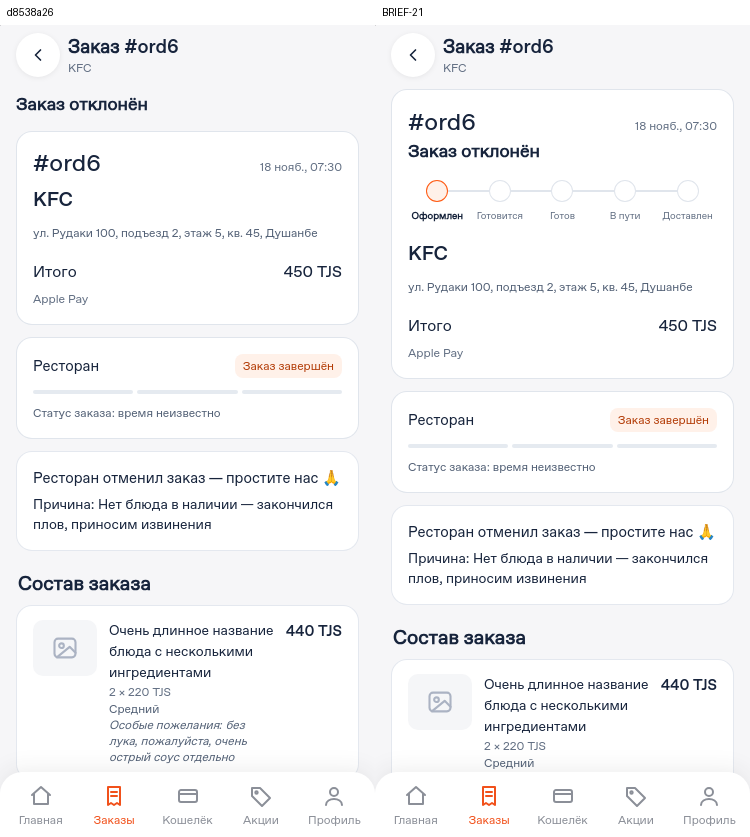 d8538a26
Заказ #ord6
KFC
Заказ отклонён
#ord6
18 нояб., 07:30
KFC
ул. Рудаки 100, подъезд 2, этаж 5, кв. 45, Душанбе
Итого
450 TJS
Apple Pay
Ресторан
Заказ завершён
Статус заказа: время неизвестно
Ресторан отменил заказ — простите нас 🙏
Причина: Нет блюда в наличии — закончился
плов, приносим извинения
Состав заказа
Очень длинное название
блюда с несколькими
ингредиентами
440 TJS
2 × 220 TJS
Средний
Особые пожелания: без
лука, пожалуйста, очень
острый соус отдельно
Главная
Заказы
Кошелёк
Акции
Профиль
BRIEF-21
Заказ #ord6
KFC
#ord6
18 нояб., 07:30
Заказ отклонён
Оформлен
Готовится
Готов
В пути
Доставлен
KFC
ул. Рудаки 100, подъезд 2, этаж 5, кв. 45, Душанбе
Итого
450 TJS
Apple Pay
Ресторан
Заказ завершён
Статус заказа: время неизвестно
Ресторан отменил заказ — простите нас 🙏
Причина: Нет блюда в наличии — закончился
плов, приносим извинения
Состав заказа
Очень длинное название
блюда с несколькими
ингредиентами
440 TJS
2 × 220 TJS
Средний
Главная
Заказы
Кошелёк
Акции
Профиль